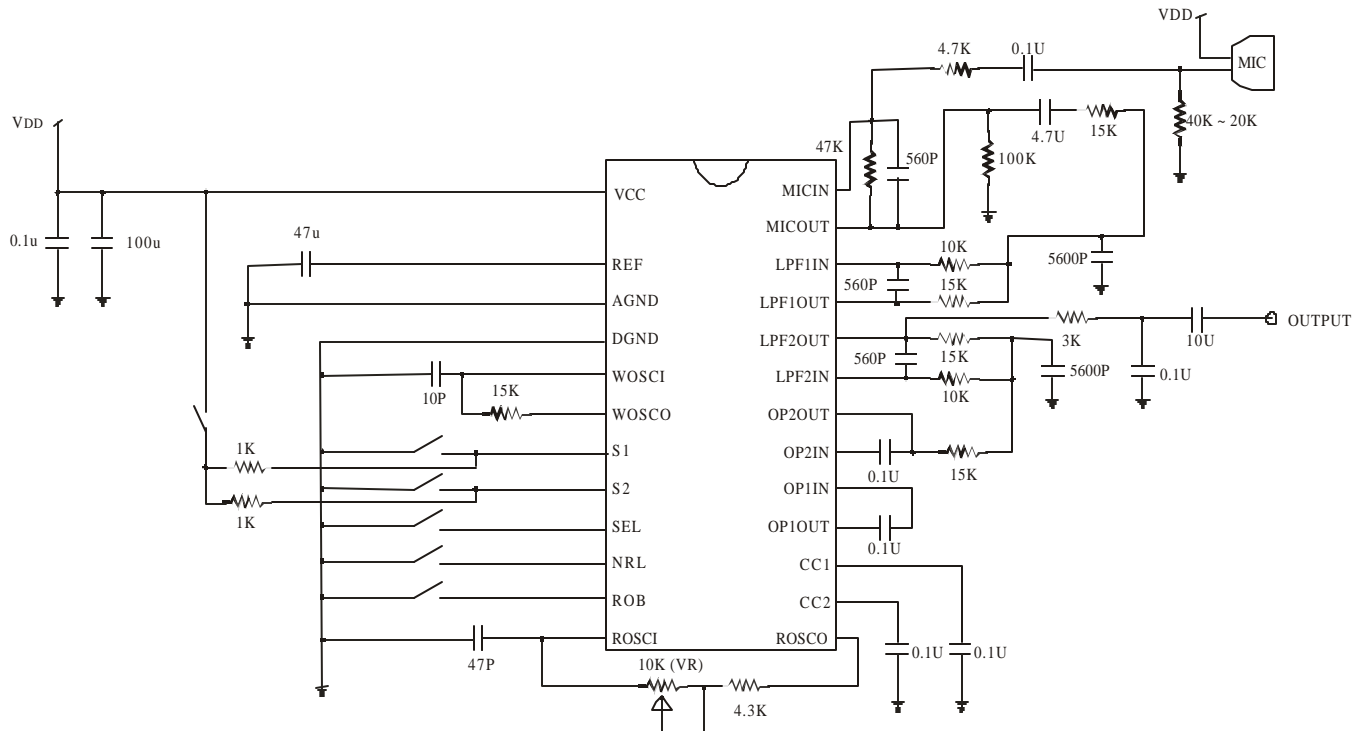 VDD
4.7K
0.1U
MIC
VDD
4.7U
15K
40K ~ 20K
47K
560P
100K
VCC
MICIN
0.1u
100u
MICOUT
47u
REF
LPF1IN
10K
5600P
560P
15K
AGND
LPF1OUT
DGND
LPF2OUT
3K
10U
OUTPUT
15K
560P
5600P
0.1U
WOSCI
LPF2IN
10P
15K
10K
WOSCO
OP2OUT
1K
S1
OP2IN
0.1U
15K
S2
OP1IN
1K
SEL
OP1OUT
0.1U
NRL
CC1
ROB
CC2
ROSCI
ROSCO
0.1U
0.1U
47P
10K (VR)
4.3K